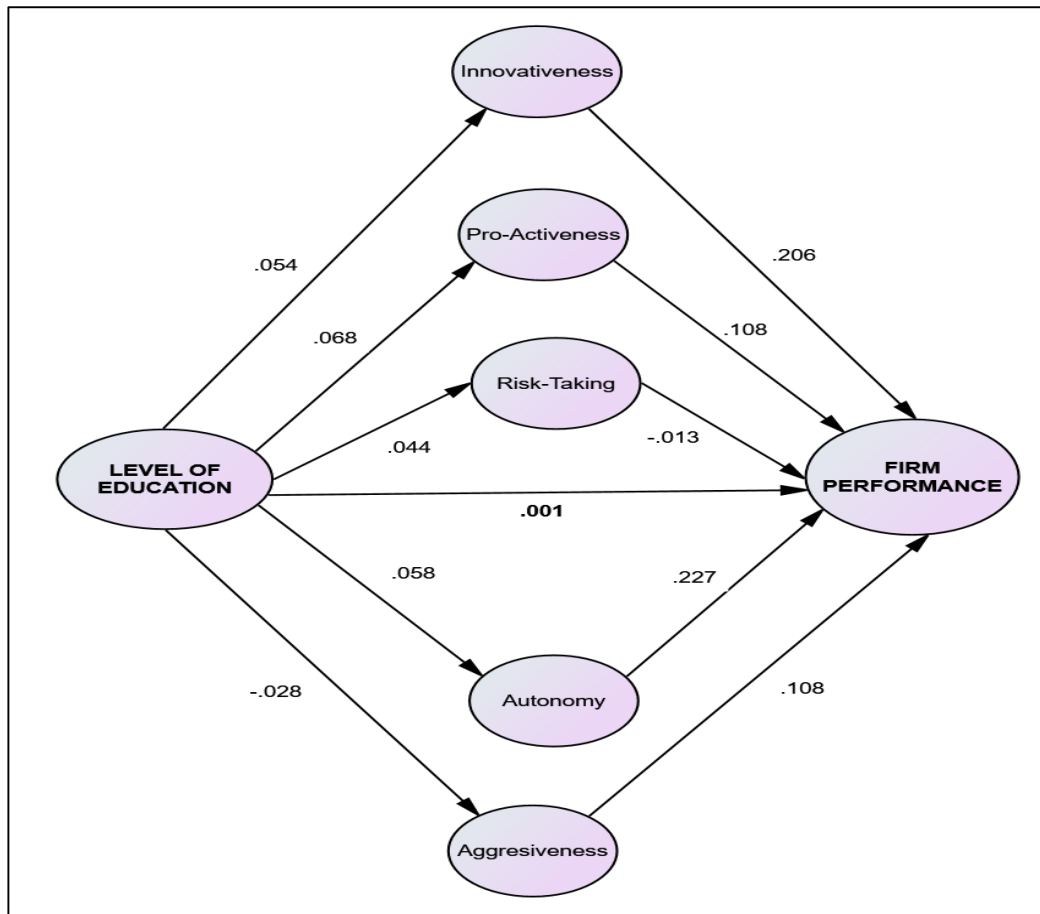 Innovativeness
.054
.206
Pro-Activeness
.068
.108
Risk-Taking
.044
-.013
LEVEL OF
EDUCATION
FIRM
PERFORMANCE
.001
.058
.227
Autonomy
-.028
.108
Aggresiveness